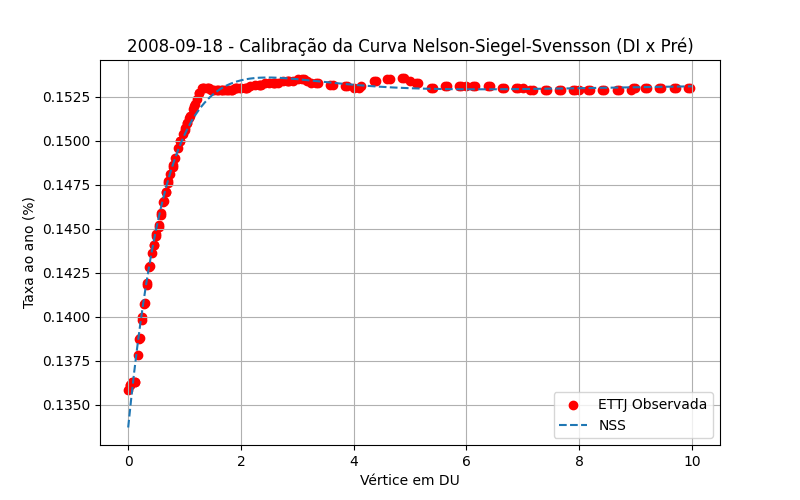 2008-09-18 - Calibração da Curva Nelson-Siegel-Svensson (DI x Pré)
Taxa ao ano (%)
0.1525
0.1500
0.1475
0.1450
0.1425
0.1400
0.1375
0.1350
ETTJ Observada
NSS
0 2 4 6 8 10
Vértice em DU